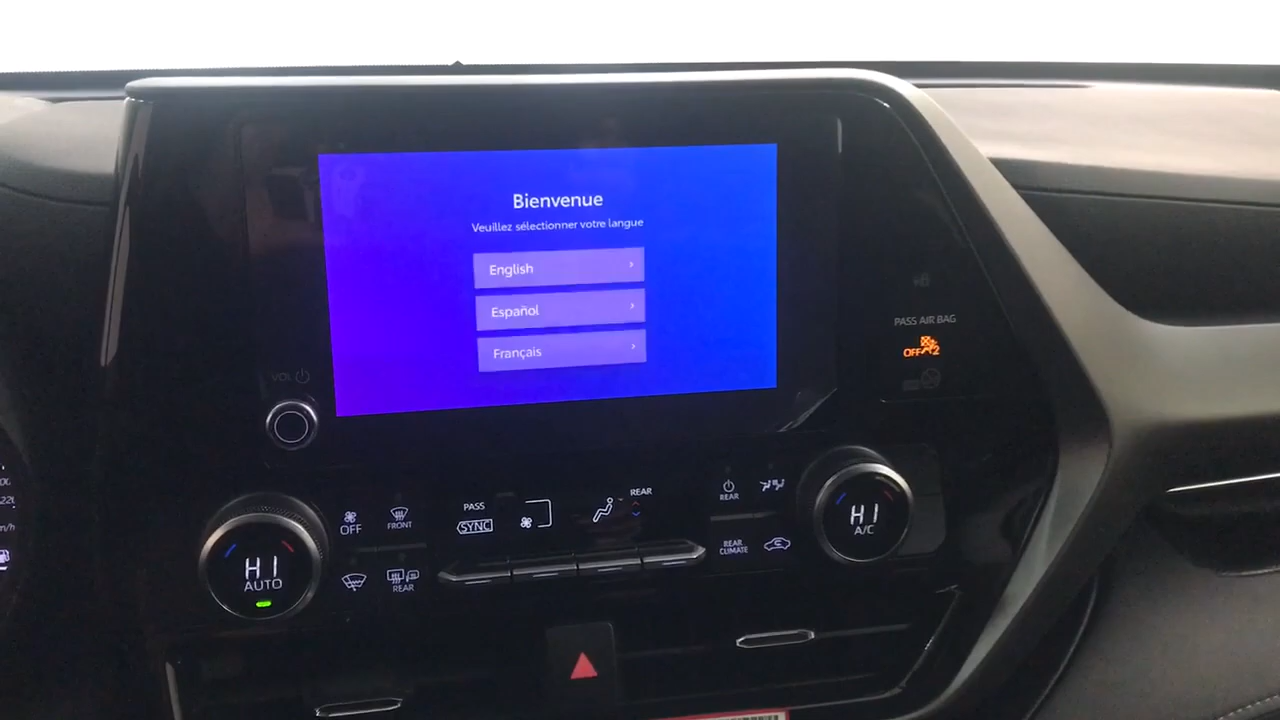 Bienvenue
Veuillez sélectionner votre langue
English
Español
Français
PASS AIR BAG
OFF
2
VOL
HI
AUTO
OFF
FRONT
REAR
PASS
SYNC
REAR
REAR
REAR
CLIMATE
HI
A/C